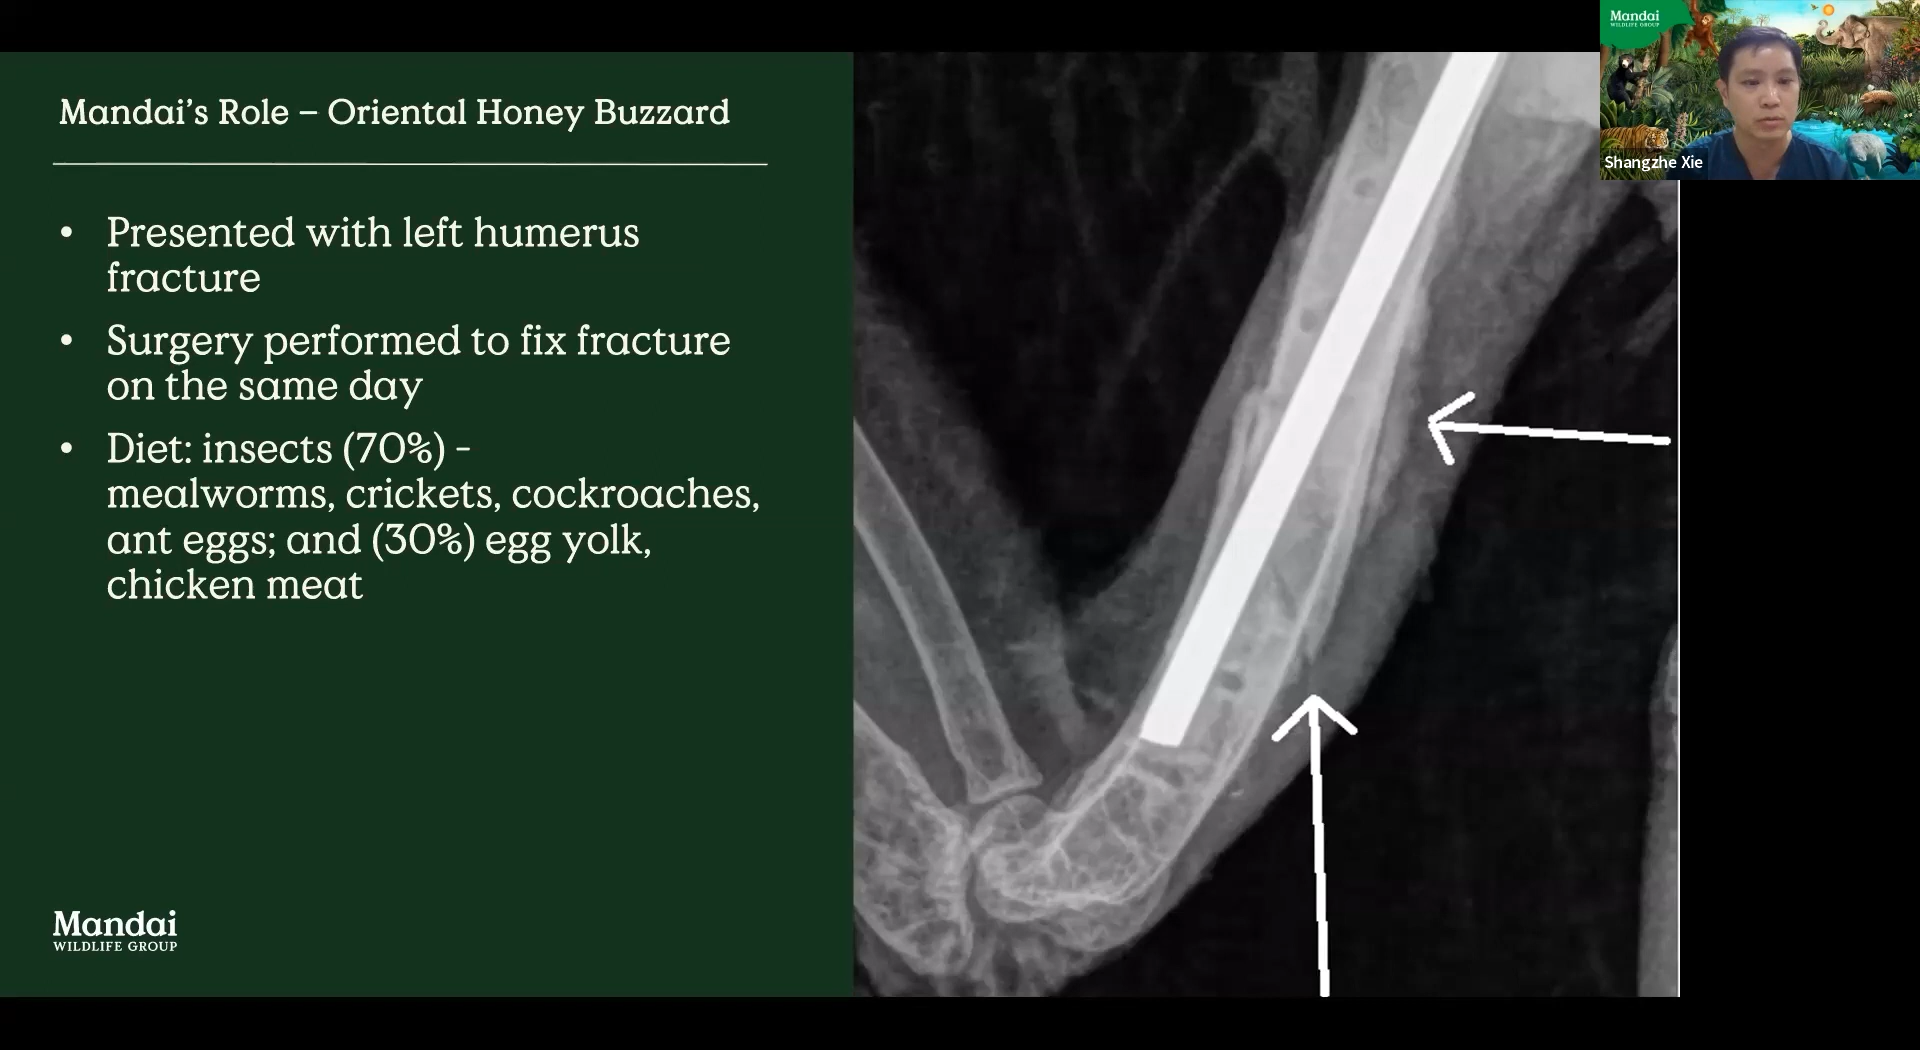 Mandai's Role – Oriental Honey Buzzard
• Presented with left humerus
fracture
• Surgery performed to fix fracture
on the same day
• Diet: insects (70%) -
mealworms, crickets, cockroaches,
ant eggs; and (30%) egg yolk,
chicken meat
Mandai
WILDLIFE GROUP
Mandai
WILDLIFE GROUP
Shangzhe Xie